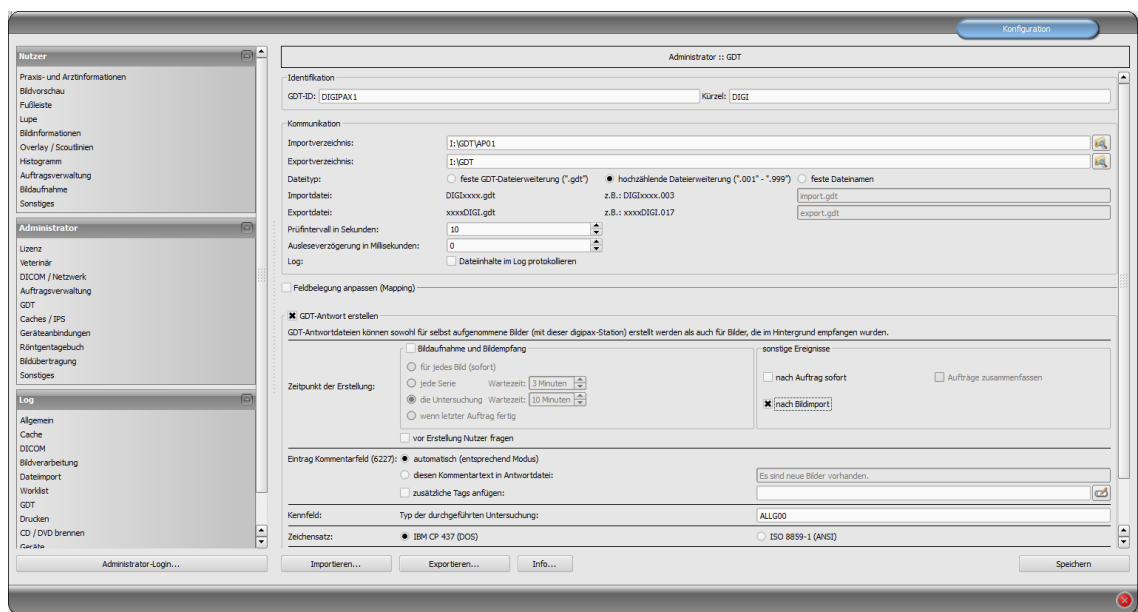 Konfiguration
Nutzer
Praxis- und Arztinformationen
Bildvorschau
Fußleiste
Lupe
Bildinformationen
Overlay / Scoutlinien
Histogramm
Auftragsverwaltung
Bildaufnahme
Sonstiges
Administrator
Lizenz
Veterinär
DICOM / Netzwerk
Auftragsverwaltung
GDT
Caches / IPS
Geräteanbindungen
Röntgentagebuch
Bildübertragung
Sonstiges
Log
Allgemein
Cache
DICOM
Bildverarbeitung
Dateiimport
Worklist
GDT
Drucken
CD / DVD brennen
Geräte
Administrator-Login...
Administrator :: GDT
Identifikation
GDT-ID: DIGIPAX1 Kürzel: DIGI
Kommunikation
Importverzeichnis: I:\GDT\AP01
Exportverzeichnis: I:\GDT
Dateityp: feste GDT-Dateierweiterung (".gdt") hochzählende Dateierweiterung (".001" - ".999") feste Dateinamen
Importdatei: DIGIxxxx.gdt z.B.: DIGIxxxx.003 import.gdt
Exportdatei: xxxxDIGI.gdt z.B.: xxxxDIGI.017 export.gdt
Prüfintervall in Sekunden: 10
Ausleseverzögerung in Millisekunden: 0
Log: Dateiinhalte im Log protokollieren
Feldbelegung anpassen (Mapping)
GDT-Antwort erstellen
GDT-Antwortdateien können sowohl für selbst aufgenommene Bilder (mit dieser digipax-Station) erstellt werden als auch für Bilder, die im Hintergrund empfangen wurden.
Zeitpunkt der Erstellung:
Bildaufnahme und Bildempfang
für jedes Bild (sofort)
jede Serie Wartezeit: 3 Minuten
die Untersuchung Wartezeit: 10 Minuten
wenn letzter Auftrag fertig
sonstige Ereignisse
nach Auftrag sofort Aufträge zusammenfassen
nach Bildimport
vor Erstellung Nutzer fragen
Eintrag Kommentarfeld (6227): automatisch (entsprechend Modus)
diesen Kommentartext in Antwortdatei: Es sind neue Bilder vorhanden.
zusätzliche Tags anfügen:
Kennfeld: Typ der durchgeführten Untersuchung: ALLG00
Zeichensatz: IBM CP 437 (DOS) ISO 8859-1 (ANSI)
Importieren... Exportieren... Info... Speichern